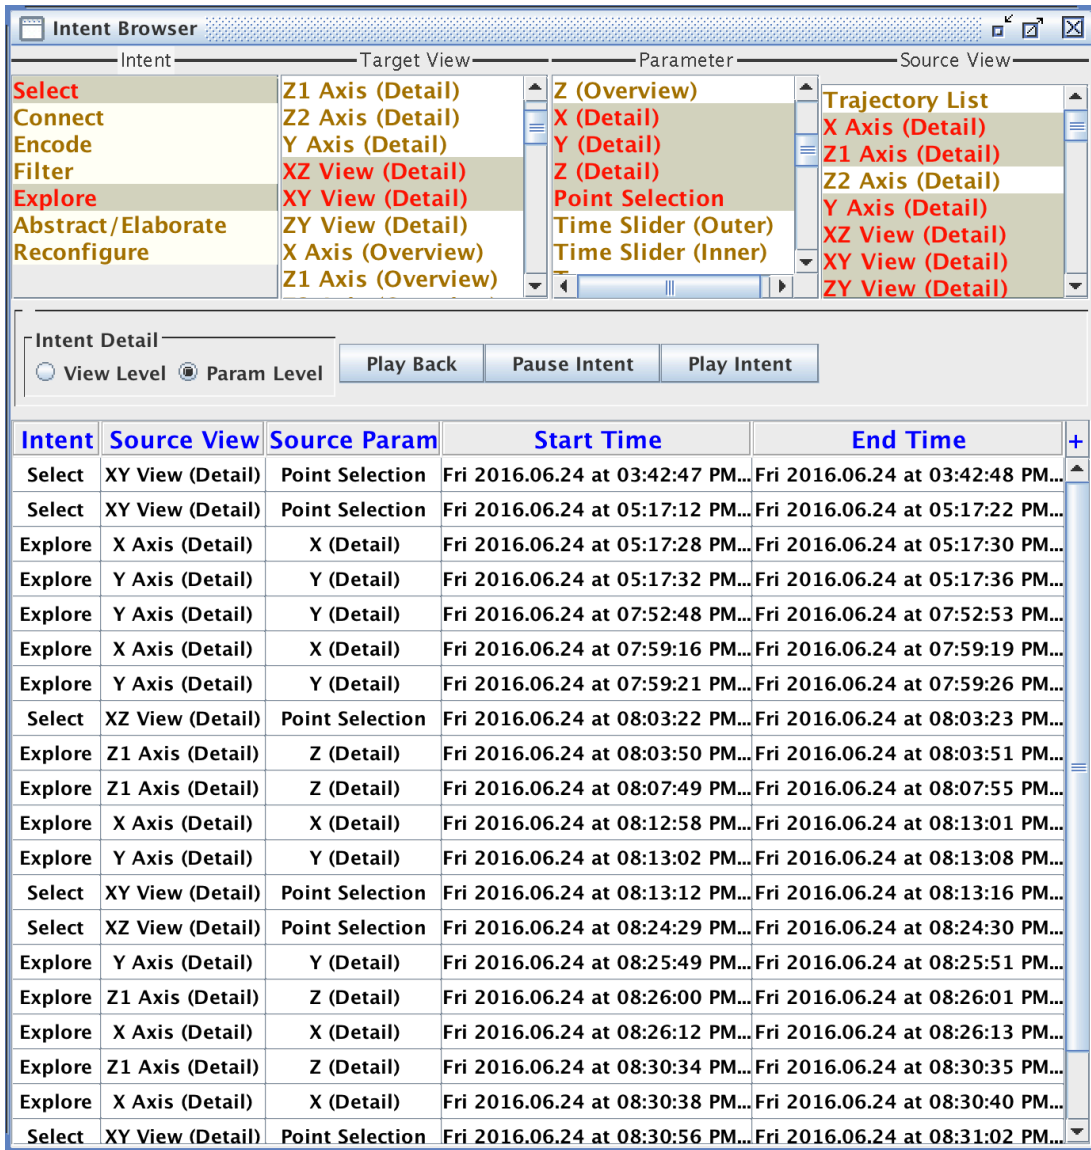 Intent Browser
Intent Target View Parameter Source View
Select Z1 Axis (Detail) Z (Overview) Trajectory List
Connect Z2 Axis (Detail) X (Detail) X Axis (Detail)
Encode Y Axis (Detail) Y (Detail) Z1 Axis (Detail)
Filter XZ View (Detail) Z (Detail) Z2 Axis (Detail)
Explore XY View (Detail) Point Selection Y Axis (Detail)
Abstract/Elaborate ZY View (Detail) Time Slider (Outer) XZ View (Detail)
Reconfigure X Axis (Overview) Time Slider (Inner) XY View (Detail)
Z1 Axis (Overview) ZY View (Detail)
Intent Detail
View Level Param Level Play Back Pause Intent Play Intent
Intent Source View Source Param Start Time End Time +
Select XY View (Detail) Point Selection Fri 2016.06.24 at 03:42:47 PM... Fri 2016.06.24 at 03:42:48 PM...
Select XY View (Detail) Point Selection Fri 2016.06.24 at 05:17:12 PM... Fri 2016.06.24 at 05:17:22 PM...
Explore X Axis (Detail) X (Detail) Fri 2016.06.24 at 05:17:28 PM... Fri 2016.06.24 at 05:17:30 PM...
Explore Y Axis (Detail) Y (Detail) Fri 2016.06.24 at 05:17:32 PM... Fri 2016.06.24 at 05:17:36 PM...
Explore Y Axis (Detail) Y (Detail) Fri 2016.06.24 at 07:52:48 PM... Fri 2016.06.24 at 07:52:53 PM...
Explore X Axis (Detail) X (Detail) Fri 2016.06.24 at 07:59:16 PM... Fri 2016.06.24 at 07:59:19 PM...
Explore Y Axis (Detail) Y (Detail) Fri 2016.06.24 at 07:59:21 PM... Fri 2016.06.24 at 07:59:26 PM...
Select XZ View (Detail) Point Selection Fri 2016.06.24 at 08:03:22 PM... Fri 2016.06.24 at 08:03:23 PM...
Explore Z1 Axis (Detail) Z (Detail) Fri 2016.06.24 at 08:03:50 PM... Fri 2016.06.24 at 08:03:51 PM...
Explore Z1 Axis (Detail) Z (Detail) Fri 2016.06.24 at 08:07:49 PM... Fri 2016.06.24 at 08:07:55 PM...
Explore X Axis (Detail) X (Detail) Fri 2016.06.24 at 08:12:58 PM... Fri 2016.06.24 at 08:13:01 PM...
Explore Y Axis (Detail) Y (Detail) Fri 2016.06.24 at 08:13:02 PM... Fri 2016.06.24 at 08:13:08 PM...
Select XY View (Detail) Point Selection Fri 2016.06.24 at 08:13:12 PM... Fri 2016.06.24 at 08:13:16 PM...
Select XZ View (Detail) Point Selection Fri 2016.06.24 at 08:24:29 PM... Fri 2016.06.24 at 08:24:30 PM...
Explore Y Axis (Detail) Y (Detail) Fri 2016.06.24 at 08:25:49 PM... Fri 2016.06.24 at 08:25:51 PM...
Explore Z1 Axis (Detail) Z (Detail) Fri 2016.06.24 at 08:26:00 PM... Fri 2016.06.24 at 08:26:01 PM...
Explore X Axis (Detail) X (Detail) Fri 2016.06.24 at 08:26:12 PM... Fri 2016.06.24 at 08:26:13 PM...
Explore Z1 Axis (Detail) Z (Detail) Fri 2016.06.24 at 08:30:34 PM... Fri 2016.06.24 at 08:30:35 PM...
Explore X Axis (Detail) X (Detail) Fri 2016.06.24 at 08:30:38 PM... Fri 2016.06.24 at 08:30:40 PM...
Select XY View (Detail) Point Selection Fri 2016.06.24 at 08:30:56 PM... Fri 2016.06.24 at 08:31:02 PM...